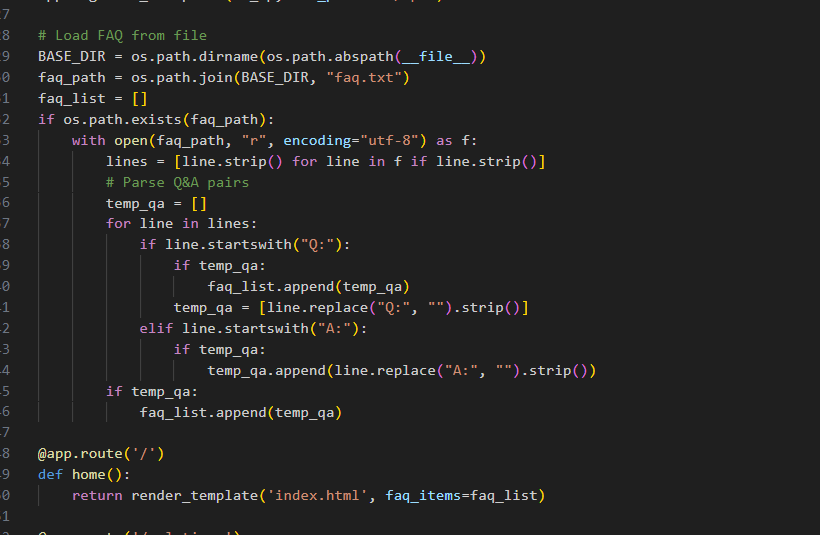 7
8 # Load FAQ from file
9 BASE_DIR = os.path.dirname(os.path.abspath(__file__))
0 faq_path = os.path.join(BASE_DIR, "faq.txt")
1 faq_list = []
2 if os.path.exists(faq_path):
3     with open(faq_path, "r", encoding="utf-8") as f:
4         lines = [line.strip() for line in f if line.strip()]
5         # Parse Q&A pairs
6         temp_qa = []
7         for line in lines:
8             if line.startswith("Q:"):
9                 if temp_qa:
0                     faq_list.append(temp_qa)
1                 temp_qa = [line.replace("Q:", "").strip()]
2             elif line.startswith("A:"):
3                 if temp_qa:
4                     temp_qa.append(line.replace("A:", "").strip())
5         if temp_qa:
6             faq_list.append(temp_qa)
7
8 @app.route('/')
9 def home():
0     return render_template('index.html', faq_items=faq_list)
1